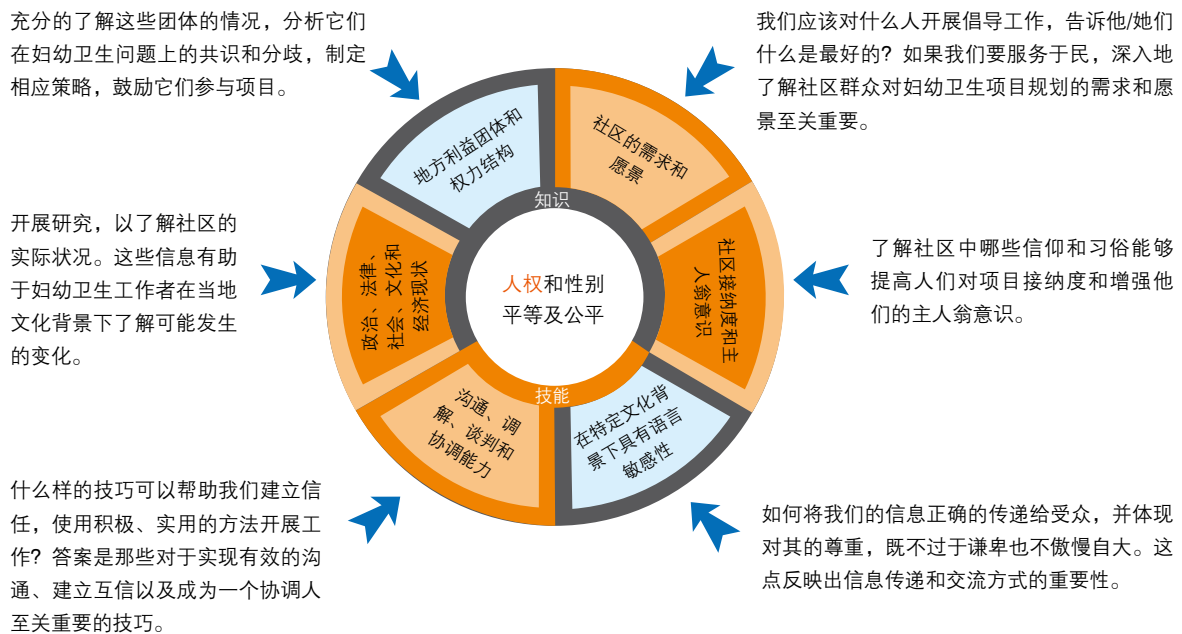 充分的了解这些团体的情况，分析它们
在妇幼卫生问题上的共识和分歧，制定
相应策略，鼓励它们参与项目。
我们应该对什么人开展倡导工作，告诉他/她们
什么是最好的？如果我们要服务于民，深入地
了解社区群众对妇幼卫生项目规划的需求和愿
景至关重要。
地方利益团体和
权力结构
社区的需求和
愿景
知识
开展研究，以了解社区的
实际状况。这些信息有助
于妇幼卫生工作者在当地
文化背景下了解可能发生
的变化。
政治、法律、
社会、文化和
经济现状
人权和性别
平等及公平
社区接纳度和主
人翁意识
了解社区中哪些信仰和习俗能够
提高人们对项目接纳度和增强他
们的主人翁意识。
技能
沟通、调
解、谈判和
协调能力
在特定文化背
景下具有语言
敏感性
什么样的技巧可以帮助我们建立信
任，使用积极、实用的方法开展工
作？答案是那些对于实现有效的沟
通、建立互信以及成为一个协调人
至关重要的技巧。
如何将我们的信息正确的传递给受众，并体现
对其的尊重，既不过于谦卑也不傲慢自大。这
点反映出信息传递和交流方式的重要性。